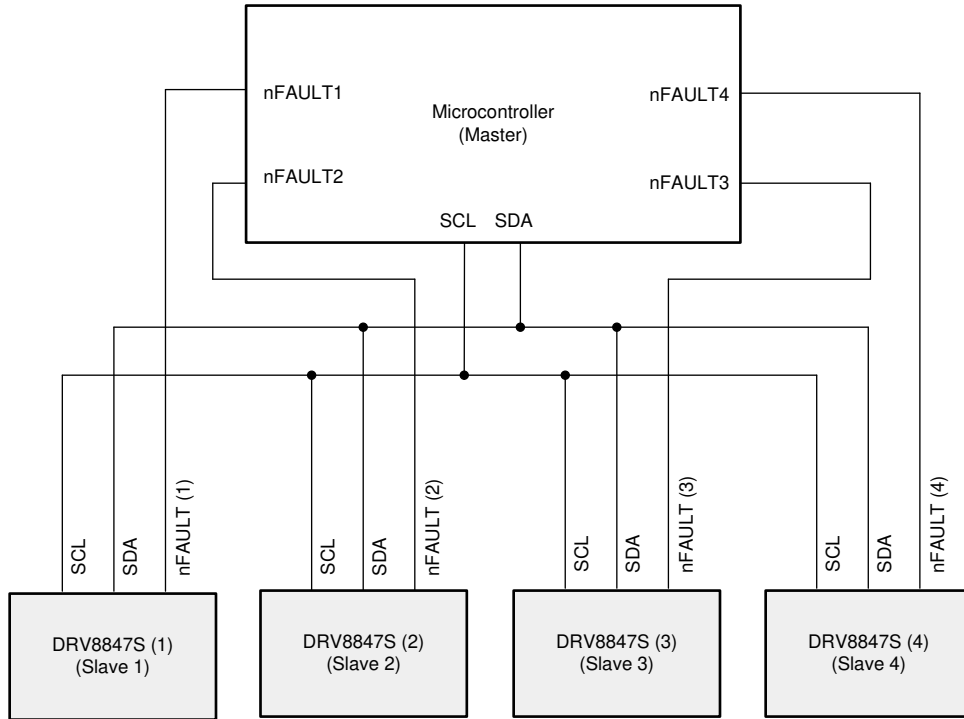 nFAULT1
nFAULT4
Microcontroller
(Master)
nFAULT2
nFAULT3
SCL
SDA
SCL
SDA
nFAULT (1)
SCL
SDA
nFAULT (2)
SCL
SDA
nFAULT (3)
SCL
SDA
nFAULT (4)
DRV8847S (1)
(Slave 1)
DRV8847S (2)
(Slave 2)
DRV8847S (3)
(Slave 3)
DRV8847S (4)
(Slave 4)